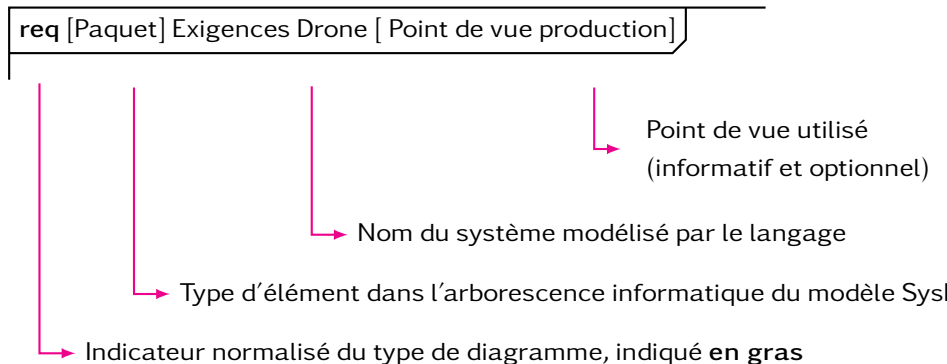 req [Paquet] Exigences Drone [ Point de vue production]
Point de vue utilisé
(informatif et optionnel)
Nom du système modélisé par le langage
Type d'élément dans l'arborescence informatique du modèle
Indicateur normalisé du type de diagramme, indiqué en gras